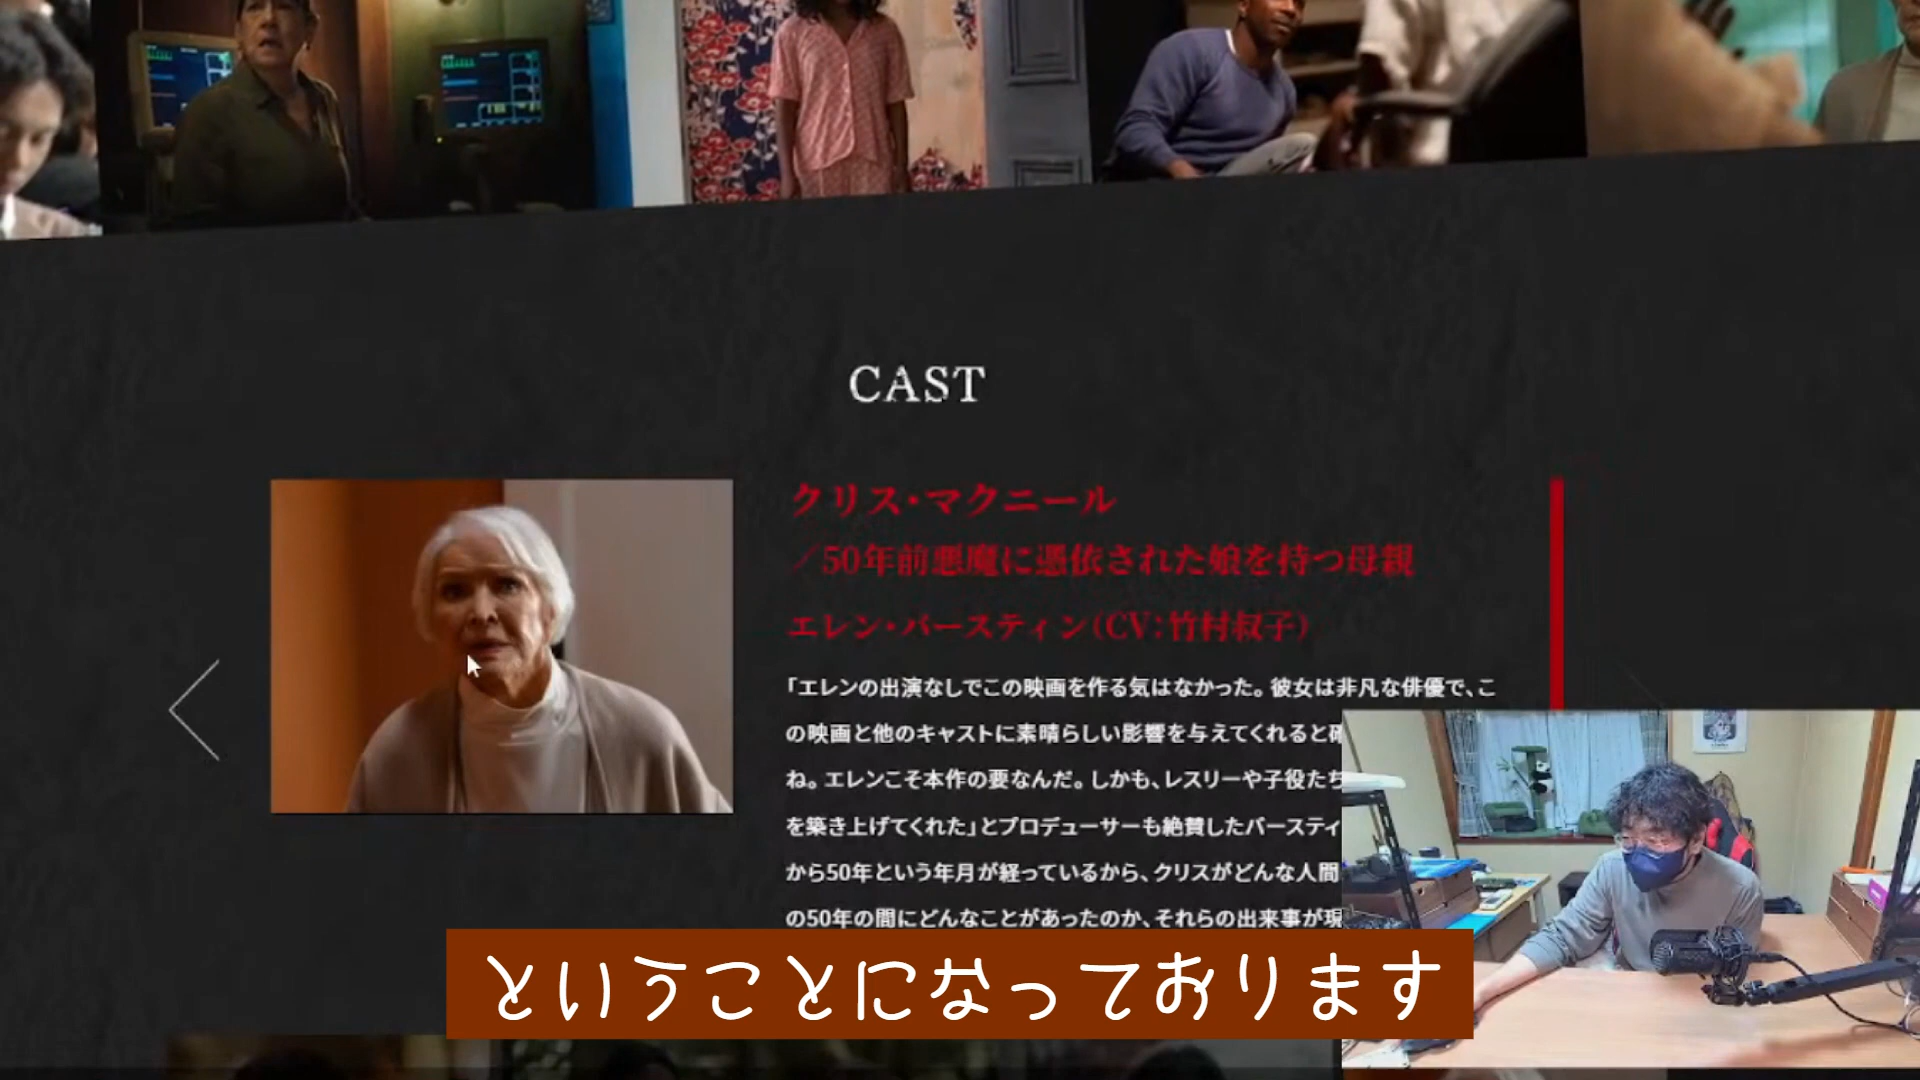 CAST
クリス・マクニール
／50年前悪魔に憑依された娘を持つ母親
エレン・バースティン（CV：竹村叔子）
「エレンの出演なしでこの映画を作る気はなかった。彼女は非凡な俳優で、こ
の映画と他のキャストに素晴らしい影響を与えてくれると確
ね。エレンこそ本作の要なんだ。しかも、レスリーや子役たち
を築き上げてくれた」とプロデューサーも絶賛したバースティ
から50年という年月が経っているから、クリスがどんな人間
の50年の間にどんなことがあったのか、それらの出来事が現
ということになっております